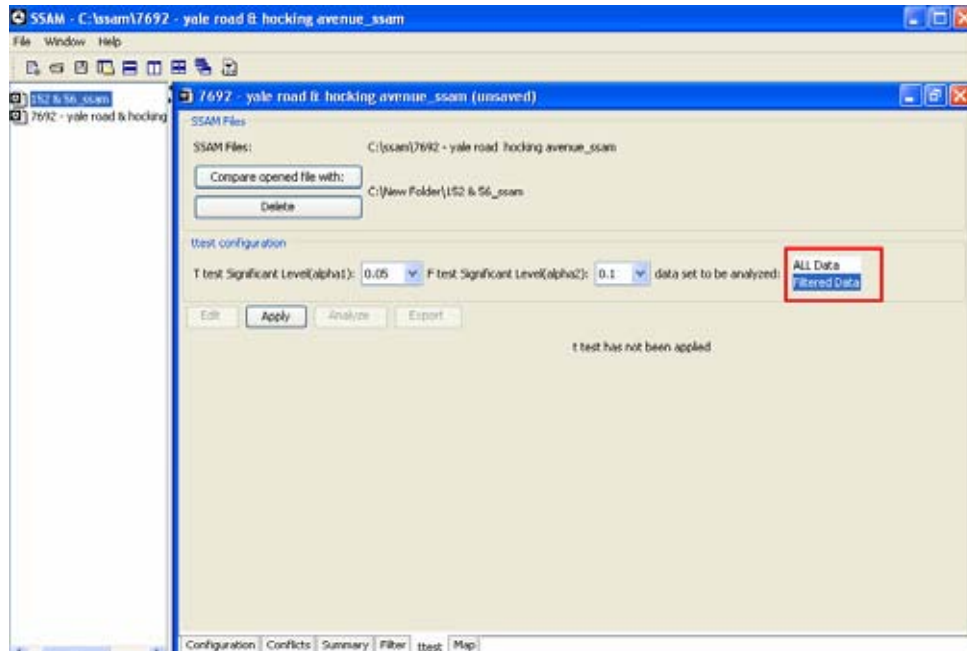 SSAM - C:\ssam\7692 - yale road & hocking avenue_ssam
File Window Help
152 & 56_ssam
7692 - yale road & hocking
7692 - yale road & hocking avenue_ssam (unsaved)
SSAM Files
SSAM Files: C:\ssam\7692 - yale road hocking avenue_ssam
Compare opened file with:
C:\New Folder\152 & 56_ssam
Delete
ttest configuration
T test Significant Level(alpha1): 0.05 F test Significant Level(alpha2): 0.1 data set to be analyzed:
ALL Data
Filtered Data
Edit Apply Analyze Export
t test has not been applied
Configuration Conflicts Summary Filter ttest Map